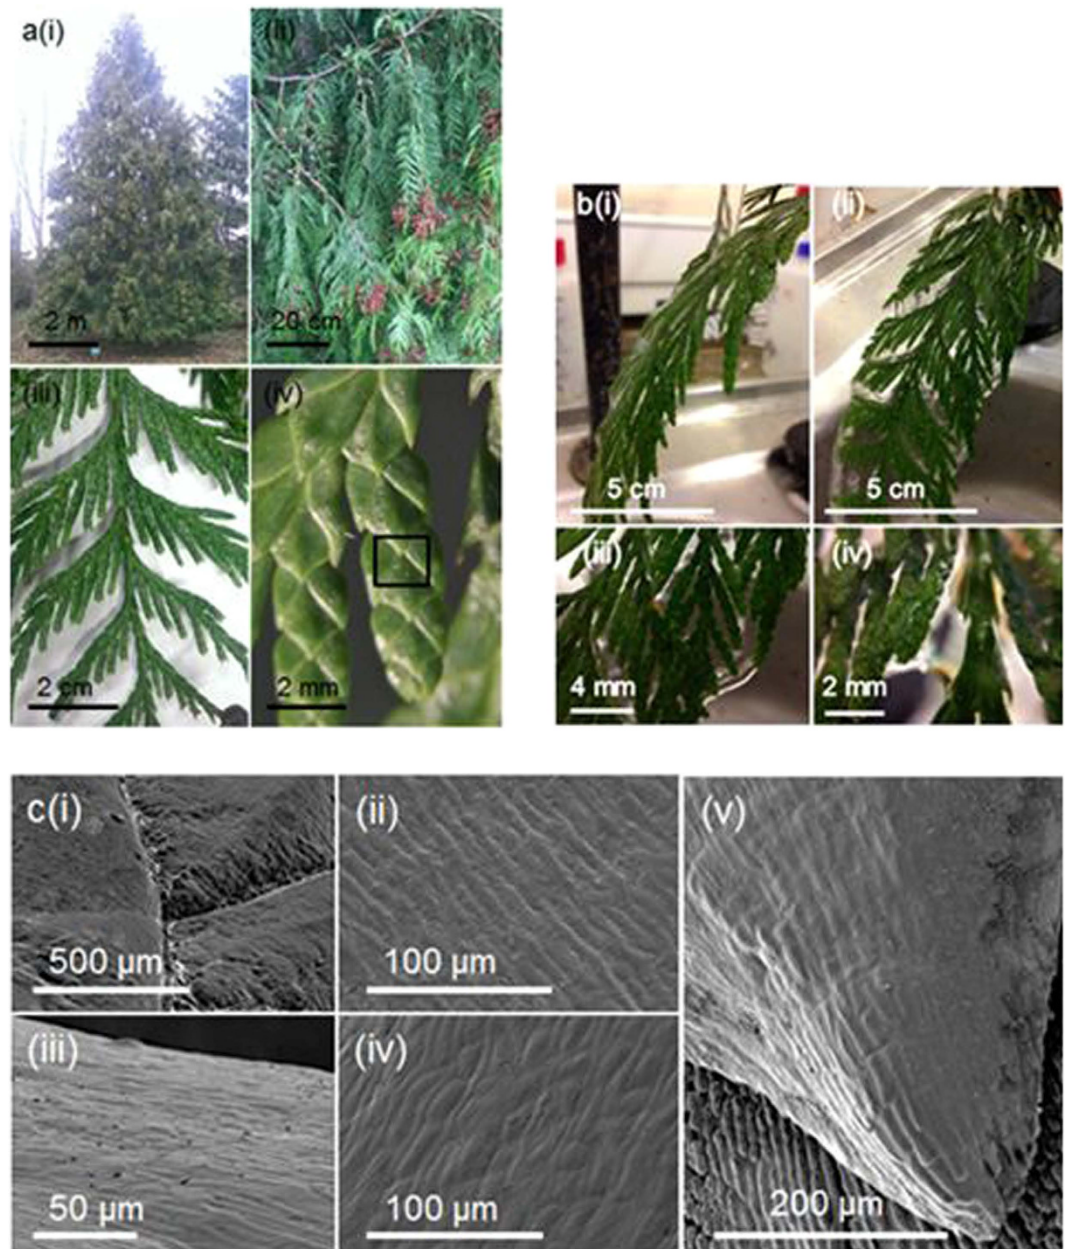 a(i)
(ii)
2 m
20 cm
(iii)
(iv)
2 cm
2 mm
b(i)
(ii)
5 cm
5 cm
(iii)
(iv)
4 mm
2 mm
c(i)
(ii)
(v)
500 µm
100 µm
(iii)
(iv)
50 µm
100 µm
200 µm